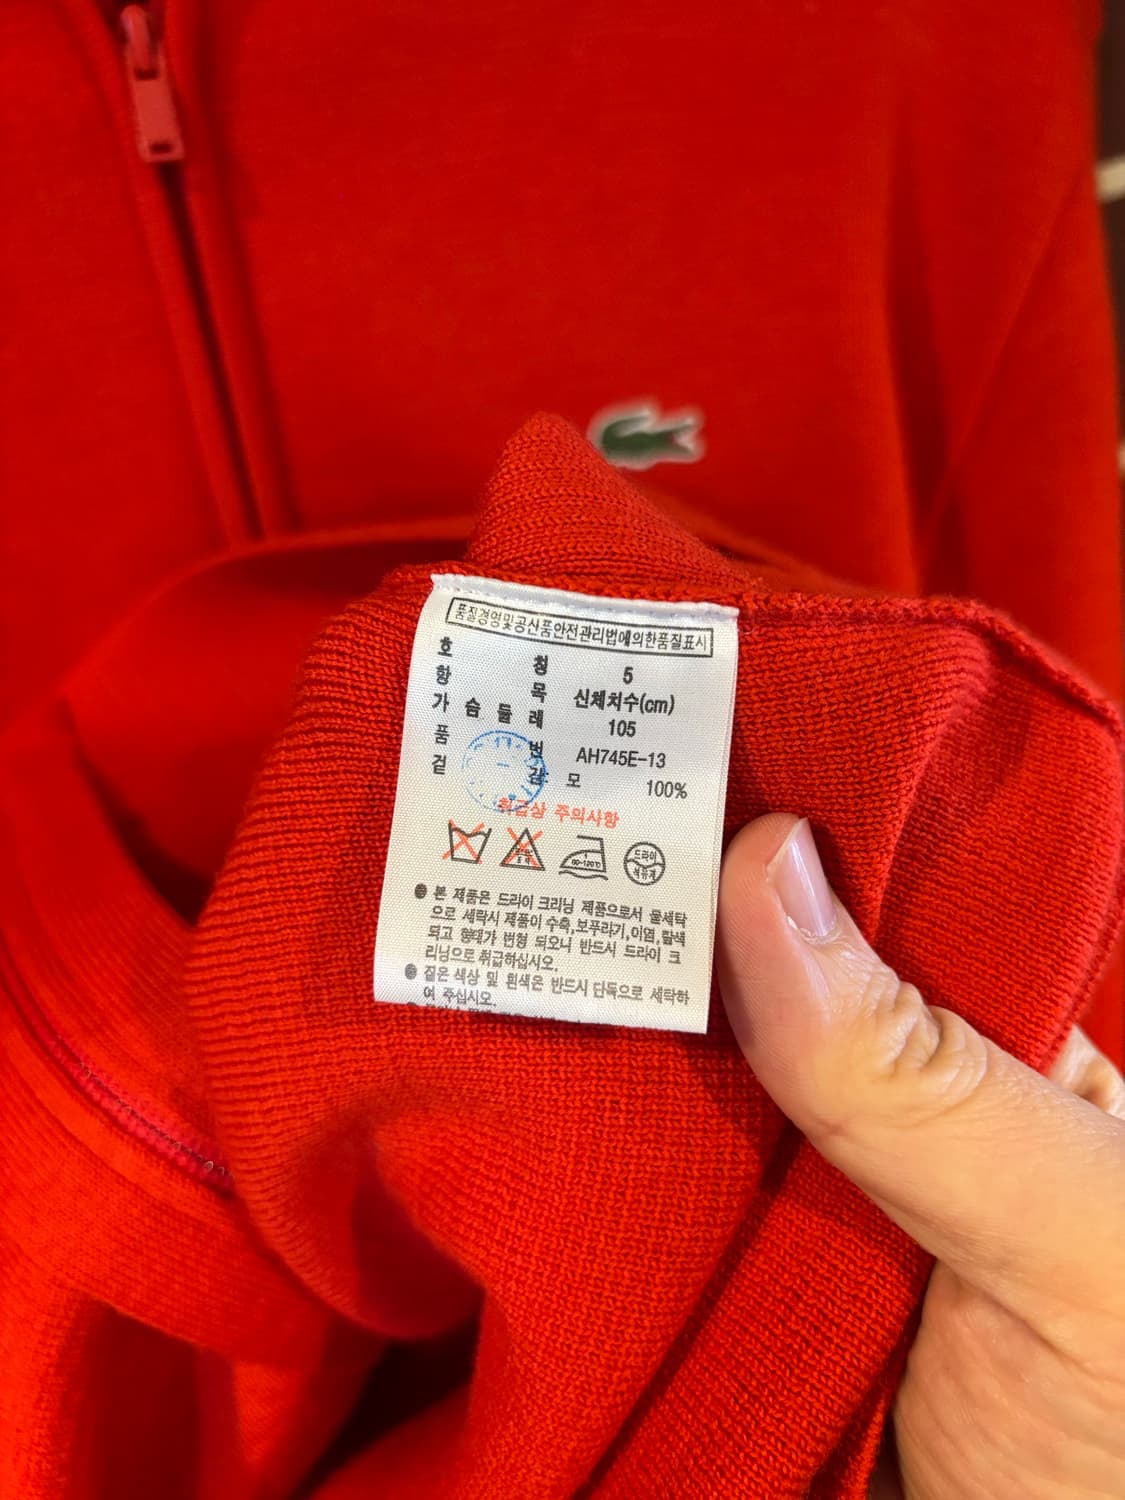 품질경영및공산품안전관리법에의한품질표시
호 칭 5
항 목 신체치수(cm)
가 슴 둘 레 105
품 번 AH745E-13
겉 감 모 100%
취급상 주의사항
드라이
본 제품은 드라이 크리닝 제품으로서 물세탁
으로 세탁시 제품이 수축,보푸라기,이염,탈색
되고 형태가 변형 되오니 반드시 드라이 크
리닝으로 취급하십시오.
짙은 색상 및 흰색은 반드시 단독으로 세탁하
여 주십시오.